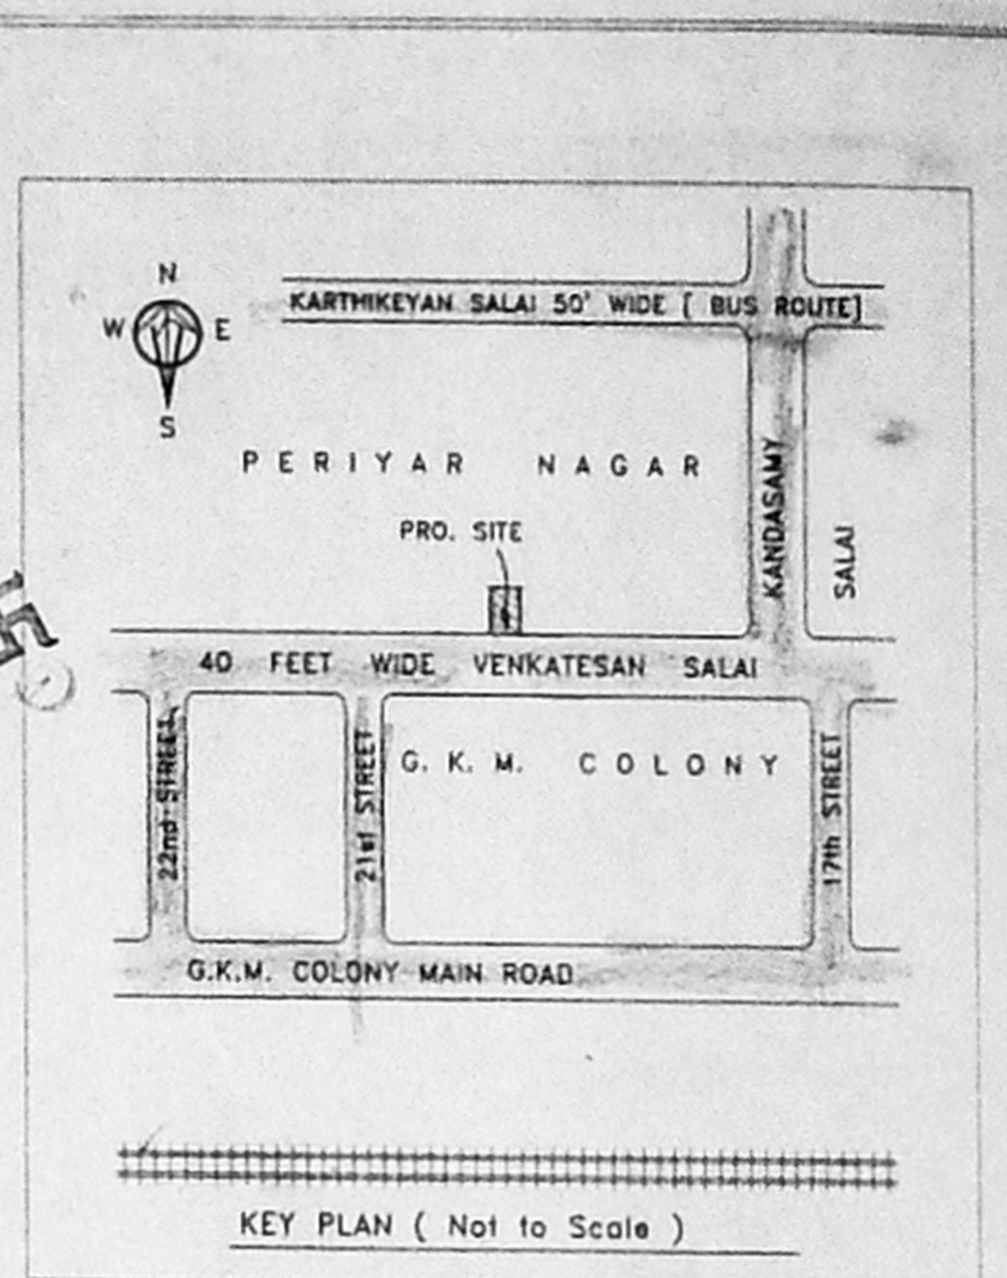 N
KARTHIKEYAN SALAI 50' WIDE [ BUS ROUTE]
W E
S
PERIYAR NAGAR
PRO. SITE
KANDASAMY
SALAI
40 FEET WIDE VENKATESAN SALAI
22nd STREET
21st STREET
G. K. M. COLONY
17th STREET
G.K.M. COLONY MAIN ROAD
KEY PLAN ( Not to Scale )